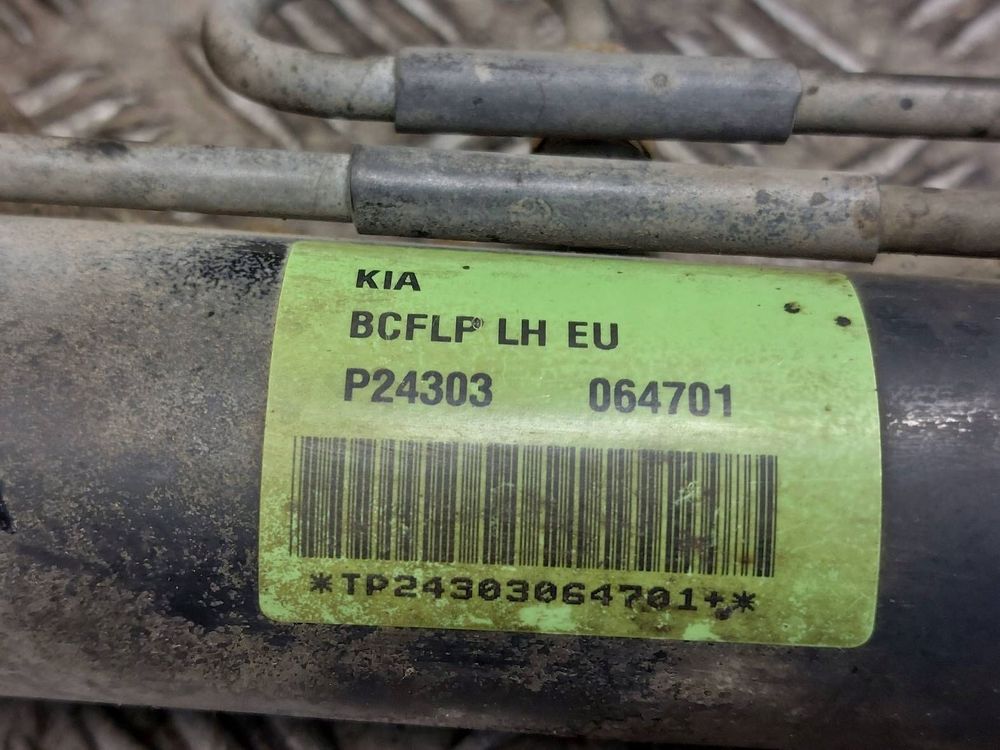 KIA
BCFLP LH EU
P24303 064701
*TP24303064701+*